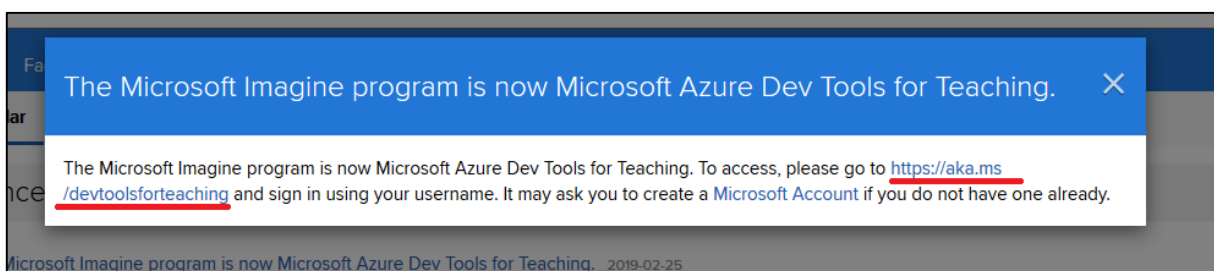 Fa
The Microsoft Imagine program is now Microsoft Azure Dev Tools for Teaching. ×
lar
The Microsoft Imagine program is now Microsoft Azure Dev Tools for Teaching. To access, please go to https://aka.ms
/devtoolsforteaching and sign in using your username. It may ask you to create a Microsoft Account if you do not have one already.
nce
Microsoft Imagine program is now Microsoft Azure Dev Tools for Teaching. 2019-02-25